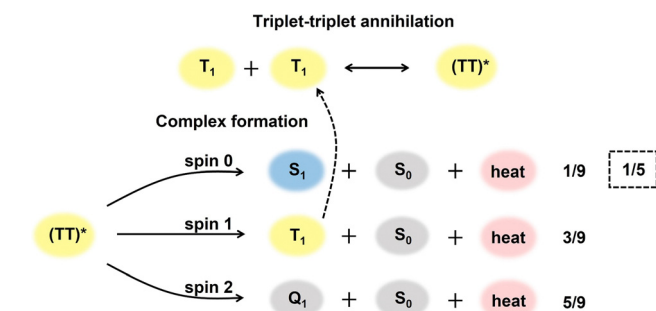 Triplet-triplet annihilation
T₁ + T₁ ⟷ (TT)*
Complex formation
spin 0 S₁ + S₀ + heat 1/9 1/5
(TT)* spin 1 T₁ + S₀ + heat 3/9
spin 2 Q₁ + S₀ + heat 5/9